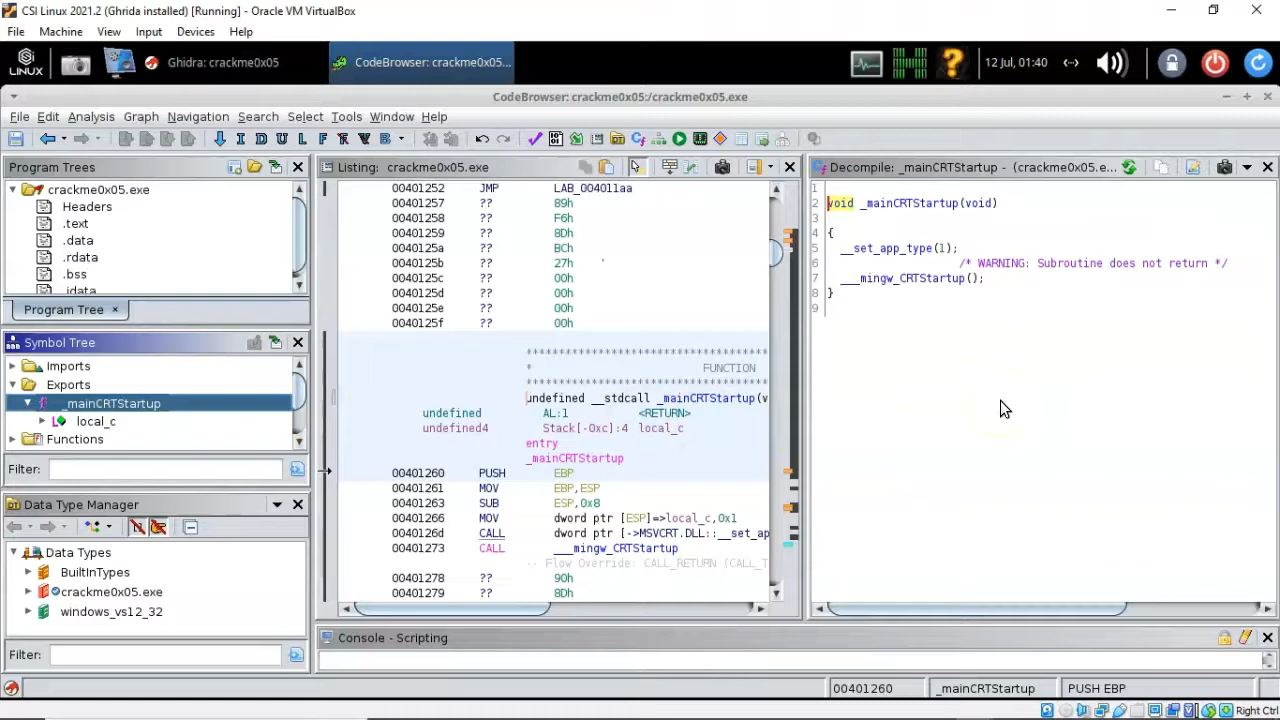 CSI Linux 2021.2 (Ghrida installed) [Running] - Oracle VM VirtualBox
File Machine View Input Devices Help
LINUX
Ghidra: crackme0x05
CodeBrowser: crackme0x05...
12 Jul, 01:40
CodeBrowser: crackme0x05:/crackme0x05.exe
File Edit Analysis Graph Navigation Search Select Tools Window Help
I D U L F V B
Program Trees
crackme0x05.exe
Headers
.text
.data
.rdata
.bss
.idata
Program Tree ×
Symbol Tree
Imports
Exports
_mainCRTStartup
local_c
Functions
Filter:
Data Type Manager
Data Types
BuiltInTypes
crackme0x05.exe
windows_vs12_32
Filter:
Listing: crackme0x05.exe
00401252 JMP LAB_004011aa
00401257 ?? 89h
00401258 ?? F6h
00401259 ?? 8Dh
0040125a ?? BCh
0040125b ?? 27h '
0040125c ?? 00h
0040125d ?? 00h
0040125e ?? 00h
0040125f ?? 00h
*************************************
* FUNCTION
*************************************
undefined __stdcall _mainCRTStartup(v
undefined AL:1 <RETURN>
undefined4 Stack[-0xc]:4 local_c
entry
_mainCRTStartup
00401260 PUSH EBP
00401261 MOV EBP,ESP
00401263 SUB ESP,0x8
00401266 MOV dword ptr [ESP]=>local_c,0x1
0040126d CALL dword ptr [->MSVCRT.DLL::__set_ap
00401273 CALL ___mingw_CRTStartup
-- Flow Override: CALL_RETURN (CALL_T
00401278 ?? 90h
00401279 ?? 8Dh
Decompile: _mainCRTStartup - (crackme0x05.e...
1
2 void _mainCRTStartup(void)
3
4 {
5 __set_app_type(1);
6 /* WARNING: Subroutine does not return */
7 ___mingw_CRTStartup();
8 }
9
Console - Scripting
00401260 _mainCRTStartup PUSH EBP
Right Ctrl